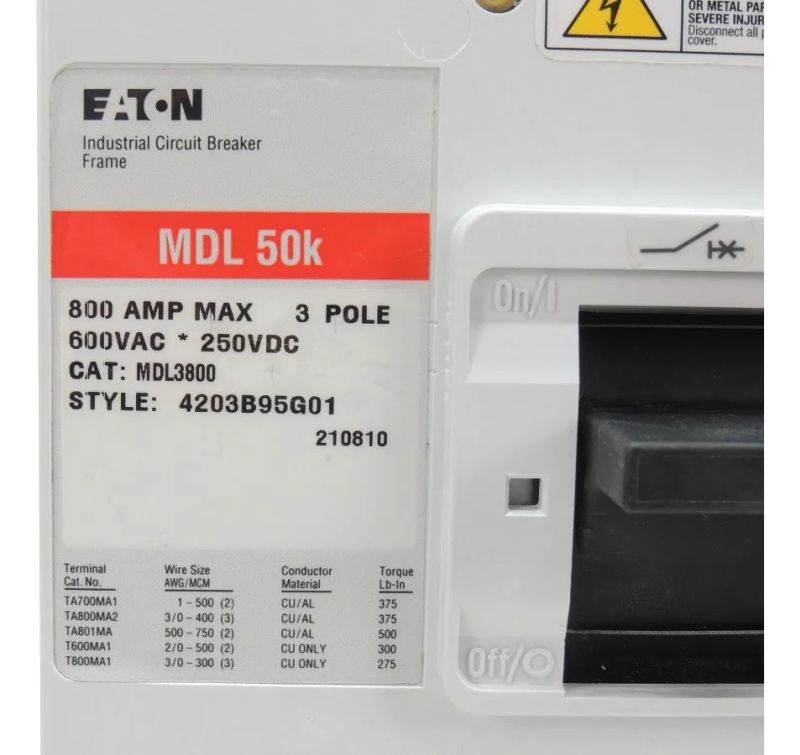 OR METAL PAR
SEVERE INJUR
Disconnect all p
cover.
EATON
Industrial Circuit Breaker
Frame
MDL 50k
800 AMP MAX 3 POLE
600VAC * 250VDC
CAT: MDL3800
STYLE: 4203B95G01
210810
Terminal Cat. No. Wire Size AWG/MCM Conductor Material Torque Lb-In
TA700MA1 1 – 500 (2) CU/AL 375
TA800MA2 3/0 – 400 (3) CU/AL 375
TA801MA 500 – 750 (2) CU/AL 500
T600MA1 2/0 – 500 (2) CU ONLY 300
T800MA1 3/0 – 300 (3) CU ONLY 275
On/I
Off/O